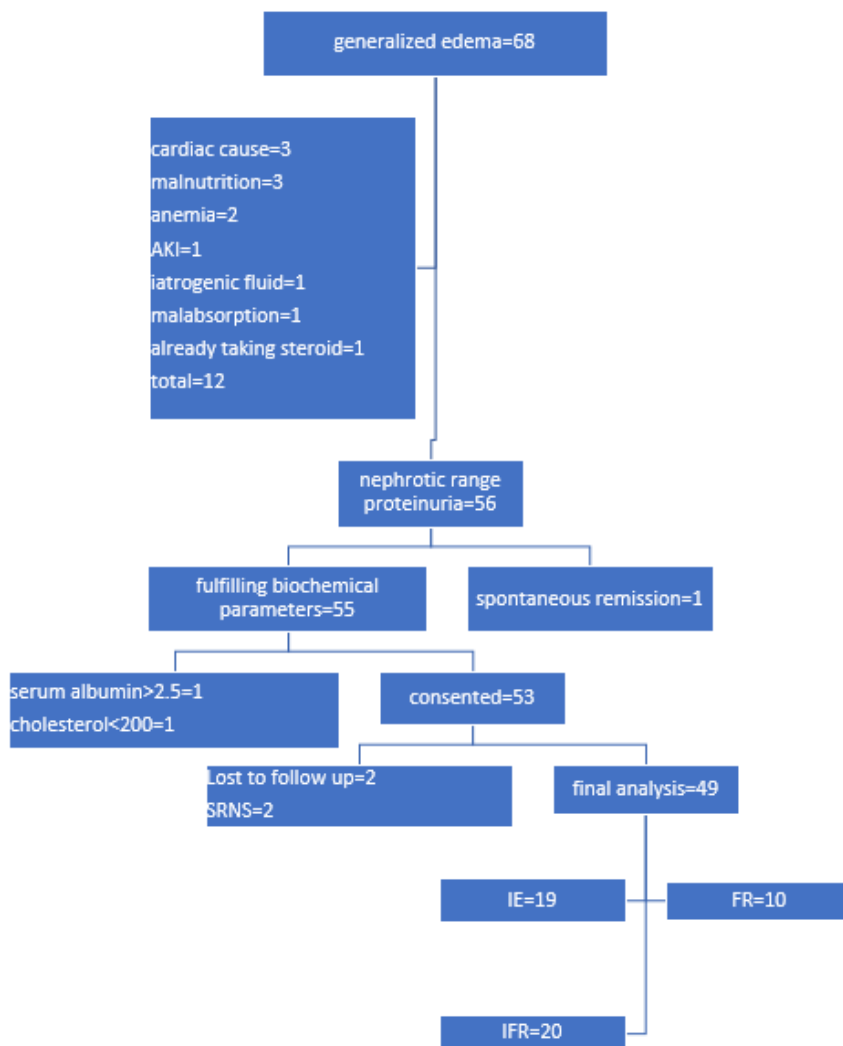 generalized edema=68
cardiac cause=3
malnutrition=3
anemia=2
AKI=1
iatrogenic fluid=1
malabsorption=1
already taking steroid=1
total=12
nephrotic range
proteinuria=56
fulfilling biochemical
parameters=55
spontaneous remission=1
serum albumin>2.5=1
cholesterol<200=1
consented=53
Lost to follow up=2
SRNS=2
final analysis=49
IE=19
FR=10
IFR=20